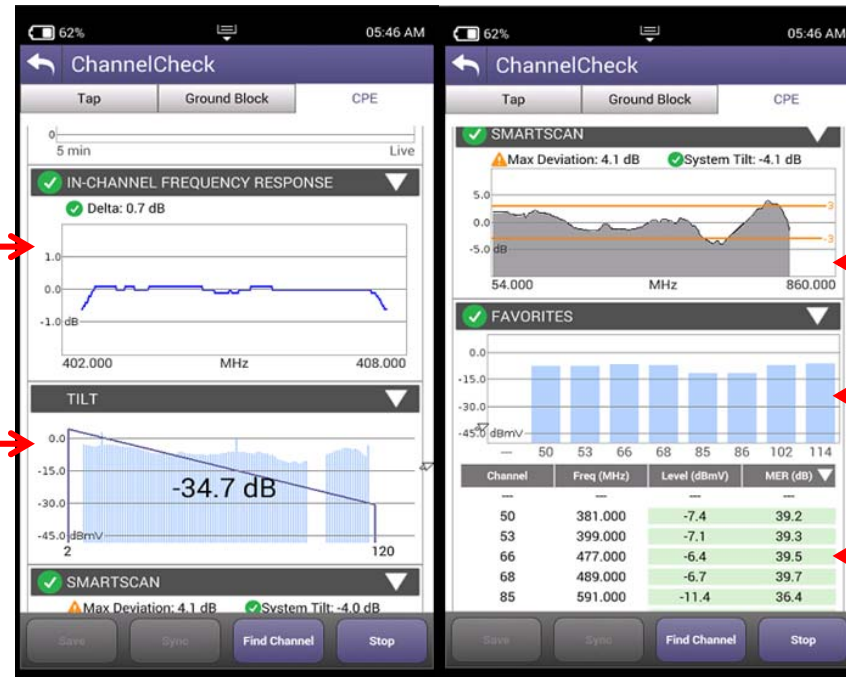 62% 05:46 AM
ChannelCheck
Tap Ground Block CPE
0
5 min Live
IN-CHANNEL FREQUENCY RESPONSE
Delta: 0.7 dB
1.0
0.0
-1.0 dB
402.000 MHz 408.000
TILT
0.0
-15.0
-34.7 dB
-30.0
-45.0 dBmV
2 120
SMARTSCAN
Max Deviation: 4.1 dB System Tilt: -4.0 dB
Save Sync Find Channel Stop
62% 05:46 AM
ChannelCheck
Tap Ground Block CPE
SMARTSCAN
Max Deviation: 4.1 dB System Tilt: -4.1 dB
5.0
3
0.0
-3
-5.0 dB
54.000 MHz 860.000
FAVORITES
0.0
-15.0
-30.0
-45.0 dBmV
--- 50 53 66 68 85 86 102 114
Channel Freq (MHz) Level (dBmV) MER (dB)
--- --- --- ---
50 381.000 -7.4 39.2
53 399.000 -7.1 39.3
66 477.000 -6.4 39.5
68 489.000 -6.7 39.7
85 591.000 -11.4 36.4
Save Sync Find Channel Stop